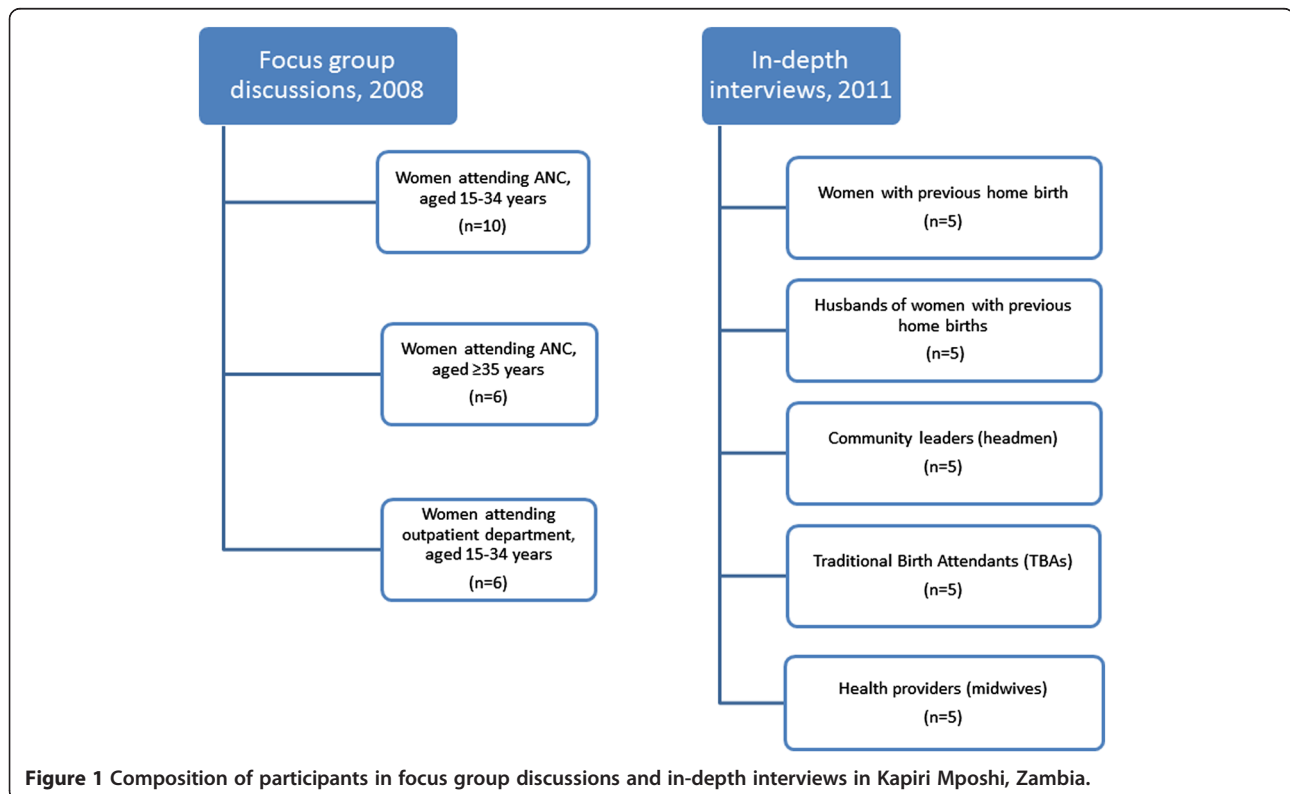 Focus group
discussions, 2008
Women attending ANC,
aged 15-34 years
(n=10)
Women attending ANC,
aged ≥35 years
(n=6)
Women attending
outpatient department,
aged 15-34 years
(n=6)
In-depth
interviews, 2011
Women with previous home birth
(n=5)
Husbands of women with previous
home births
(n=5)
Community leaders (headmen)
(n=5)
Traditional Birth Attendants (TBAs)
(n=5)
Health providers (midwives)
(n=5)
Figure 1 Composition of participants in focus group discussions and in-depth interviews in Kapiri Mposhi, Zambia.